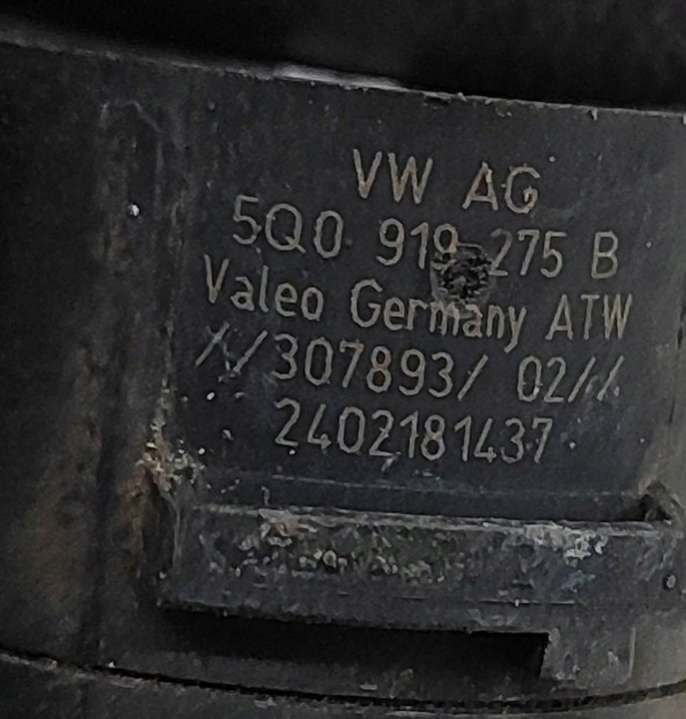 VW AG
5Q0 919 275 B
Valeo Germany ATW
//307893/ 02//
2402181437